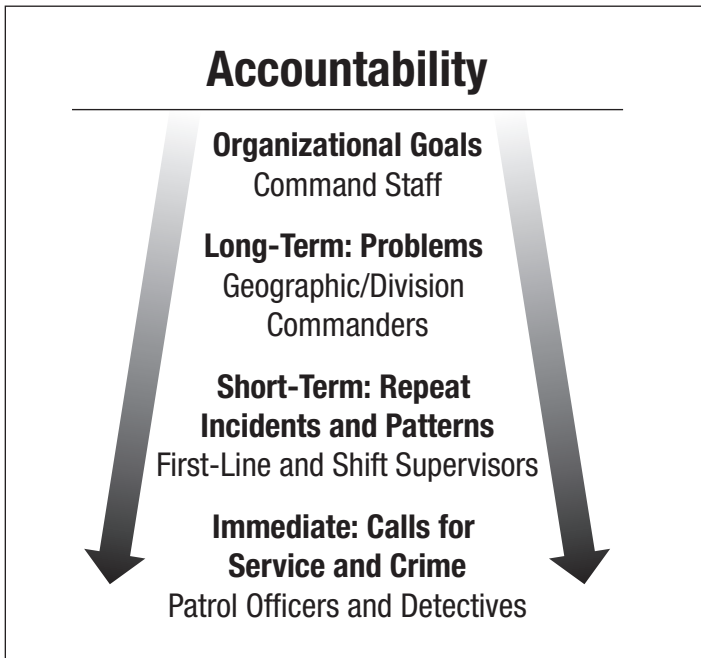 Accountability
Organizational Goals
Command Staff
Long-Term: Problems
Geographic/Division
Commanders
Short-Term: Repeat
Incidents and Patterns
First-Line and Shift Supervisors
Immediate: Calls for
Service and Crime
Patrol Officers and Detectives